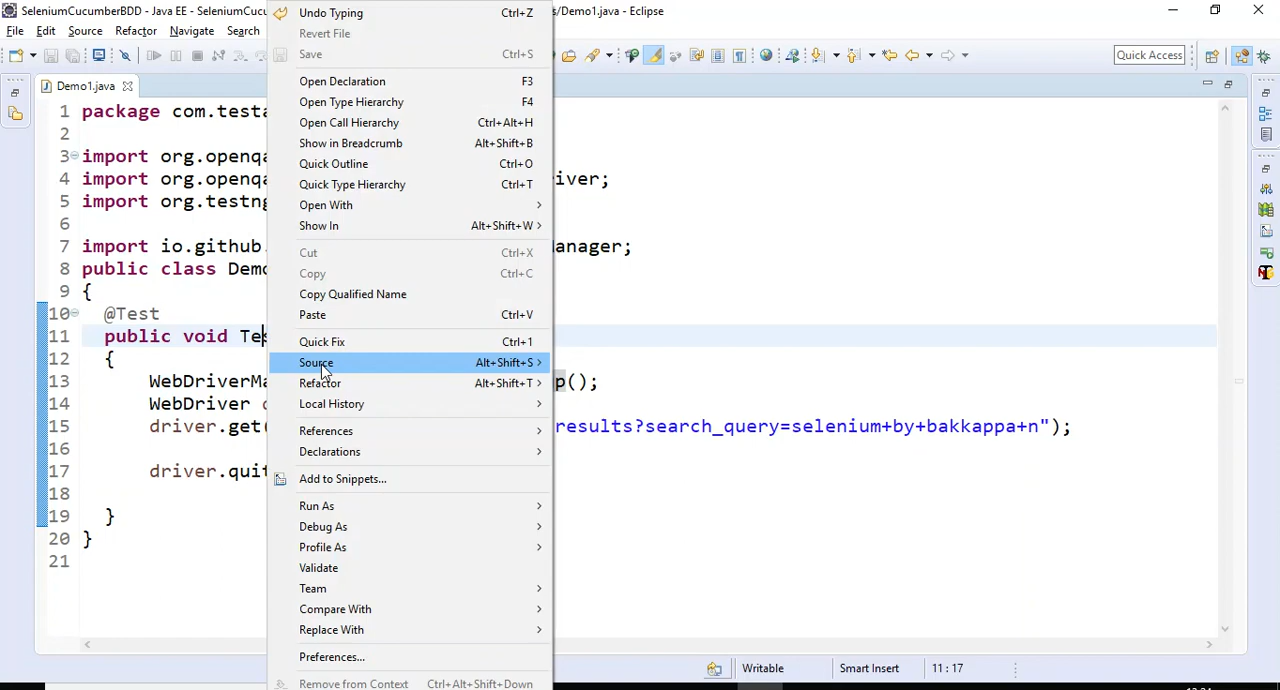 SeleniumCucumberBDD - Java EE - SeleniumCucu s/Demo1.java - Eclipse
File Edit Source Refactor Navigate Search
Quick Access
Demo1.java
1 package com.testa
2
3 import org.openqa
4 import org.openqa river;
5 import org.testng
6
7 import io.github. anager;
8 public class Demo
9 {
10 @Test
11 public void Tes
12 {
13 WebDriverMa p();
14 WebDriver
15 driver.get( results?search_query=selenium+by+bakkappa+n");
16
17 driver.quit
18
19 }
20 }
21
Undo Typing Ctrl+Z
Revert File
Save Ctrl+S
Open Declaration F3
Open Type Hierarchy F4
Open Call Hierarchy Ctrl+Alt+H
Show in Breadcrumb Alt+Shift+B
Quick Outline Ctrl+O
Quick Type Hierarchy Ctrl+T
Open With
Show In Alt+Shift+W
Cut Ctrl+X
Copy Ctrl+C
Copy Qualified Name
Paste Ctrl+V
Quick Fix Ctrl+1
Source Alt+Shift+S
Refactor Alt+Shift+T
Local History
References
Declarations
Add to Snippets...
Run As
Debug As
Profile As
Validate
Team
Compare With
Replace With
Preferences...
Remove from Context Ctrl+Alt+Shift+Down
Writable Smart Insert 11 : 17